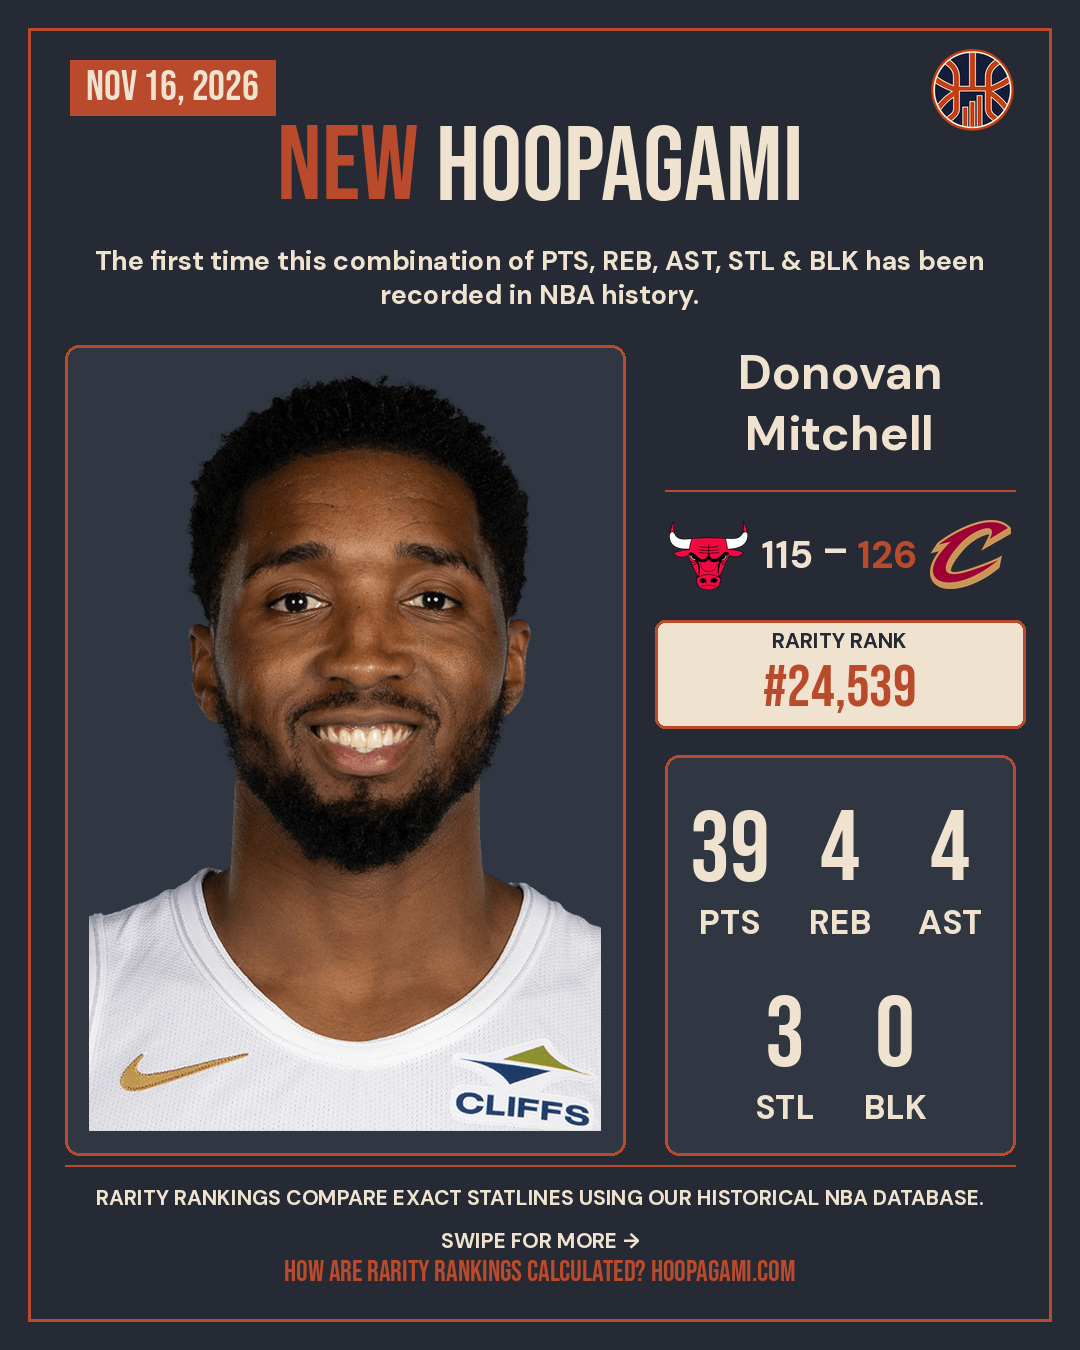 NOV 16, 2026
NEW HOOPAGAMI
The first time this combination of PTS, REB, AST, STL & BLK has been
recorded in NBA history.
Donovan
Mitchell
115 – 126
RARITY RANK
#24,539
39 4 4
PTS REB AST
3 0
STL BLK
CLIFFS
RARITY RANKINGS COMPARE EXACT STATLINES USING OUR HISTORICAL NBA DATABASE.
SWIPE FOR MORE →
HOW ARE RARITY RANKINGS CALCULATED? HOOPAGAMI.COM